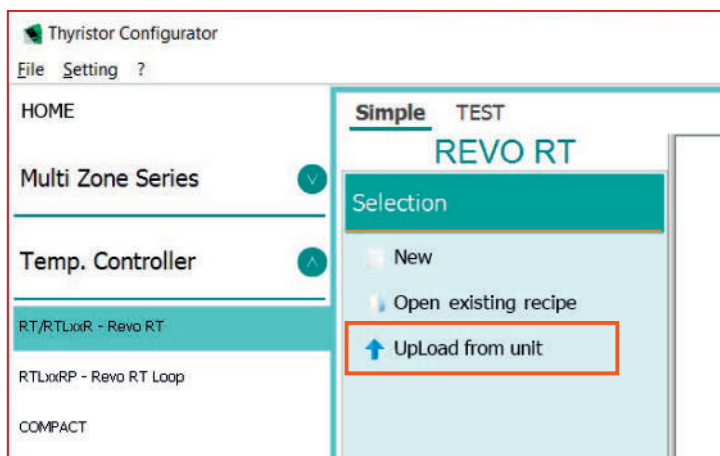 Thyristor Configurator
File Setting ?
HOME
Multi Zone Series
Temp. Controller
RT/RTLxxR - Revo RT
RTLxxRP - Revo RT Loop
COMPACT
Simple TEST
REVO RT
Selection
New
Open existing recipe
UpLoad from unit